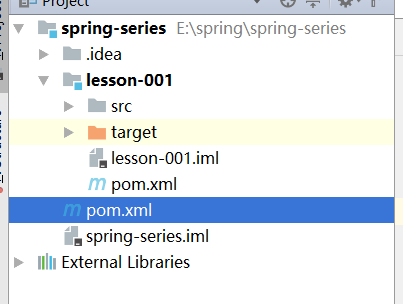 Project
spring-series E:\spring\spring-series
.idea
lesson-001
src
target
lesson-001.iml
pom.xml
pom.xml
spring-series.iml
External Libraries